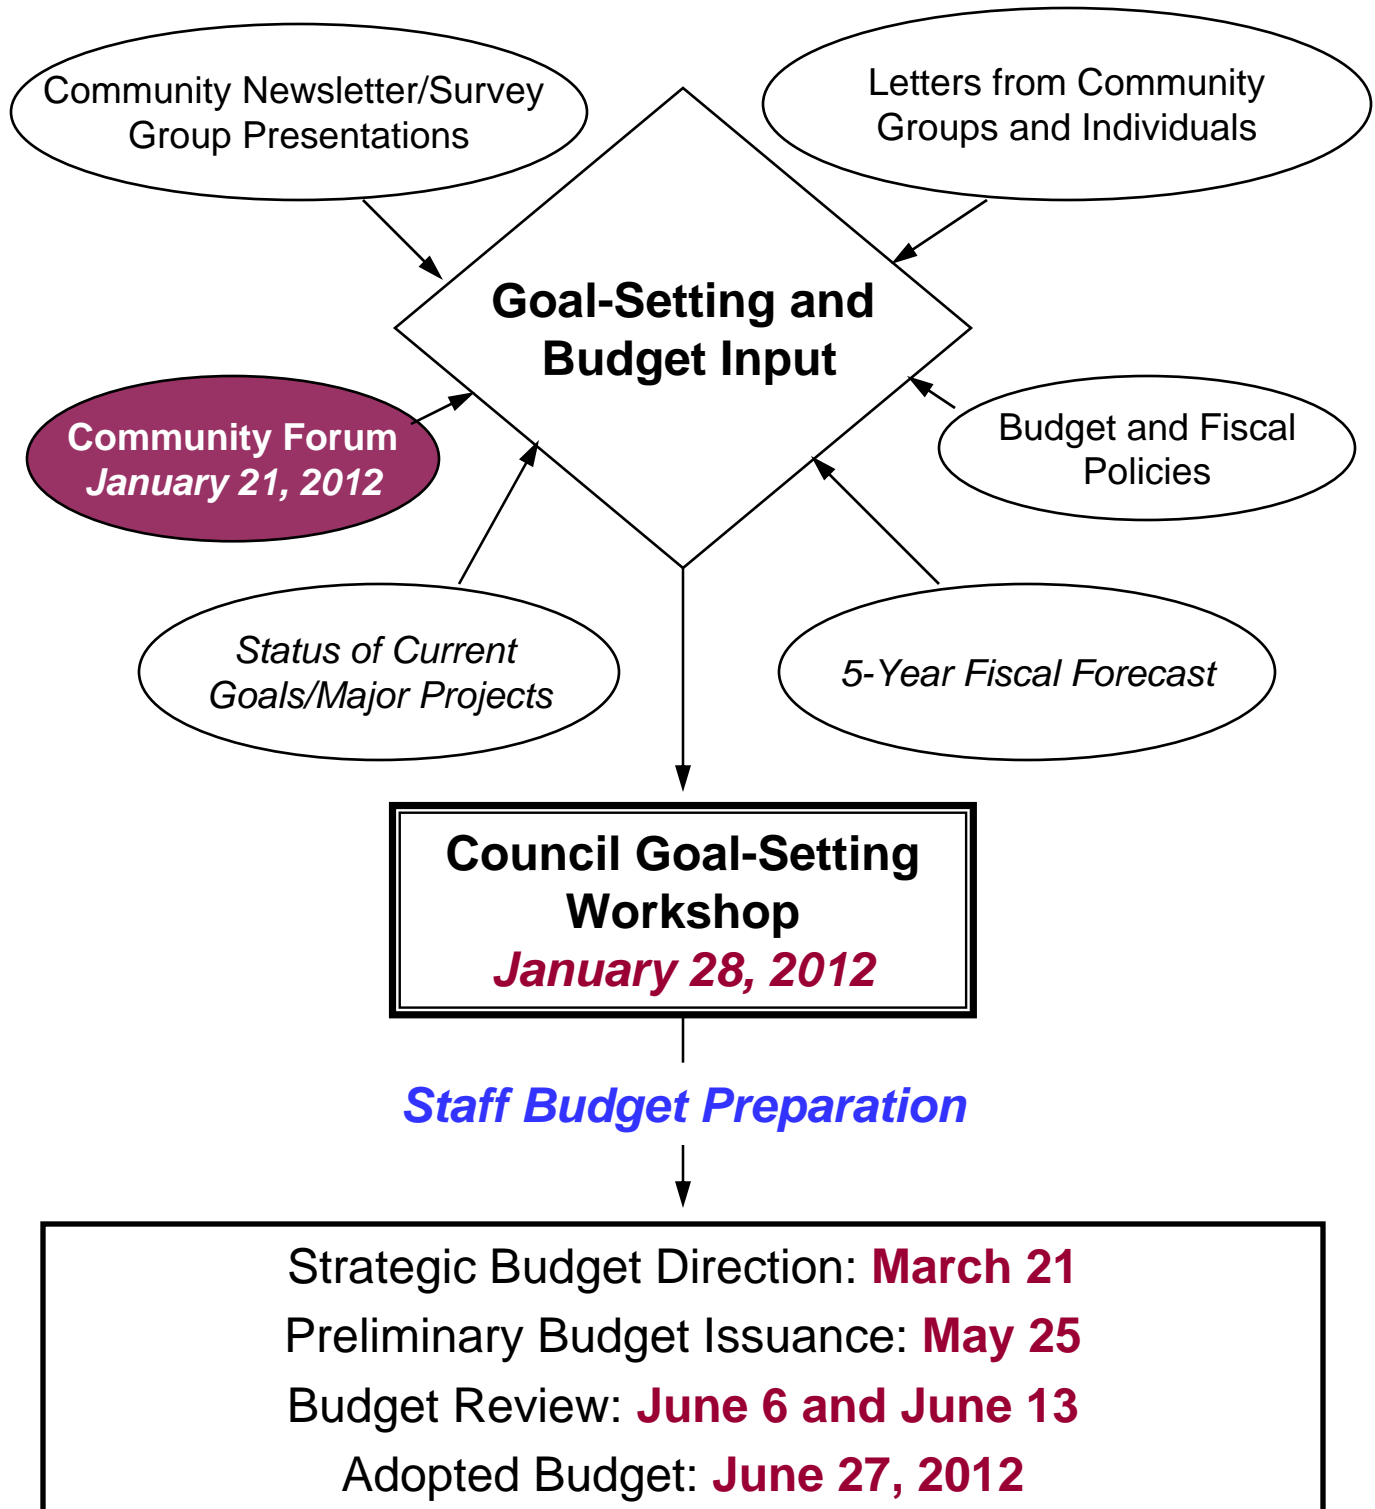 Community Newsletter/Survey
Group Presentations
Letters from Community
Groups and Individuals
Goal-Setting and
Budget Input
Community Forum
January 21, 2012
Budget and Fiscal
Policies
Status of Current
Goals/Major Projects
5-Year Fiscal Forecast
Council Goal-Setting
Workshop
January 28, 2012
Staff Budget Preparation
Strategic Budget Direction: March 21
Preliminary Budget Issuance: May 25
Budget Review: June 6 and June 13
Adopted Budget: June 27, 2012